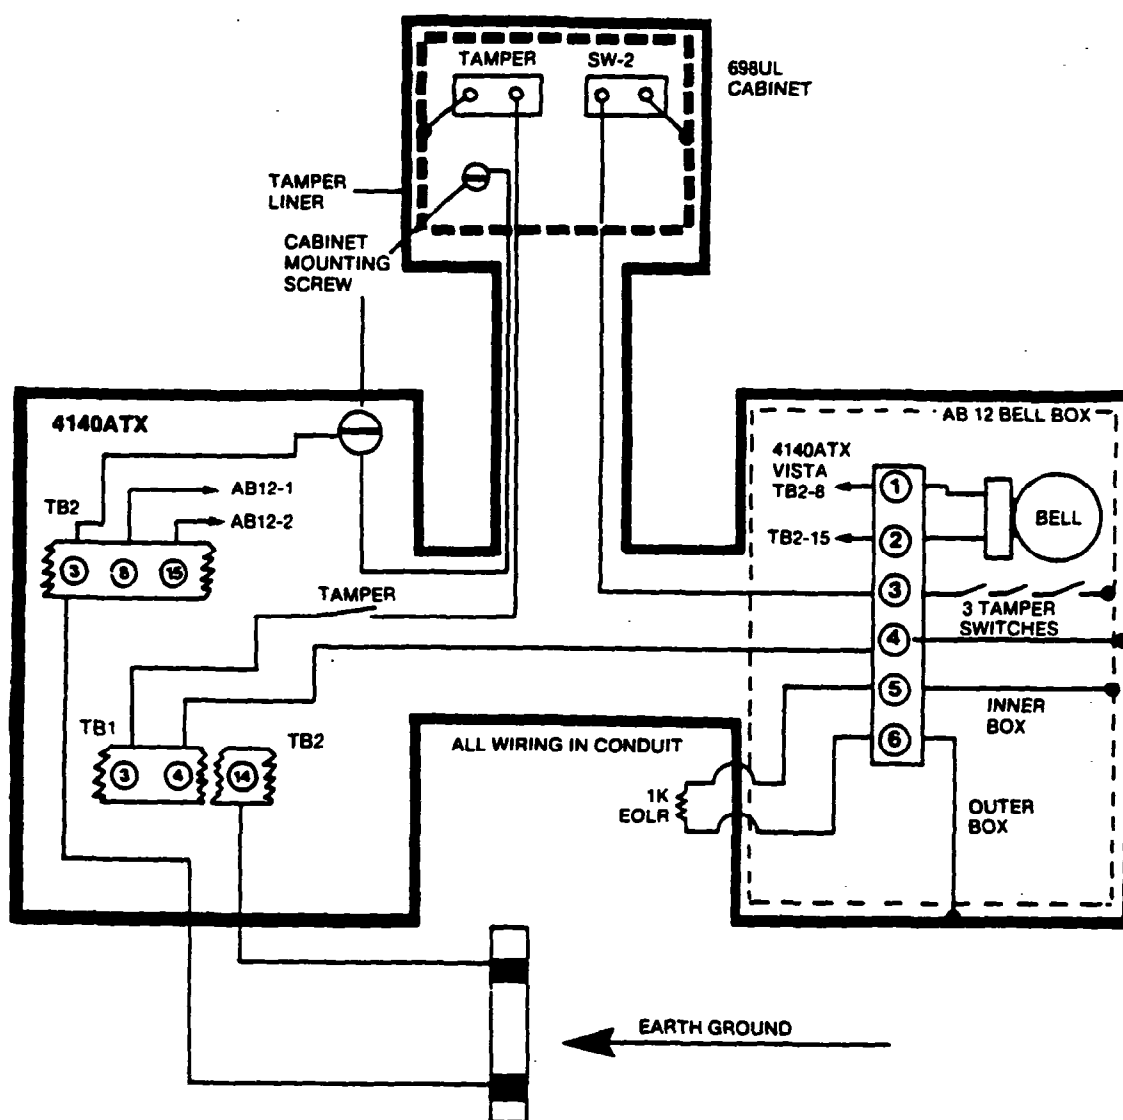 TAMPER
SW-2
698UL
CABINET
TAMPER
LINER
CABINET
MOUNTING
SCREW
4140ATX
AB 12 BELL BOX
4140ATX
VISTA
TB2-8
1
BELL
AB12-1
TB2
AB12-2
TB2-15
2
3
8
15
TAMPER
3
3 TAMPER
SWITCHES
4
5
INNER
BOX
TB1
TB2
ALL WIRING IN CONDUIT
6
3
4
14
1K
EOLR
OUTER
BOX
EARTH GROUND